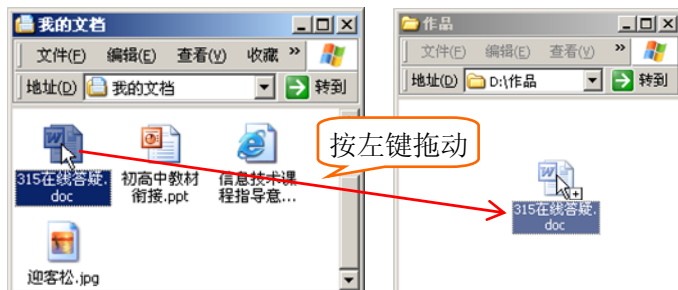 我的文档
文件(F) 编辑(E) 查看(V) 收藏 »
地址(D) 我的文档 转到
315在线答疑.
doc
初高中教材
衔接.ppt
信息技术课
程指导意...
迎客松.jpg
按左键拖动
作品
文件(F) 编辑(E) 查看(V) »
地址(D) D:\作品 转到
315在线答疑.
doc